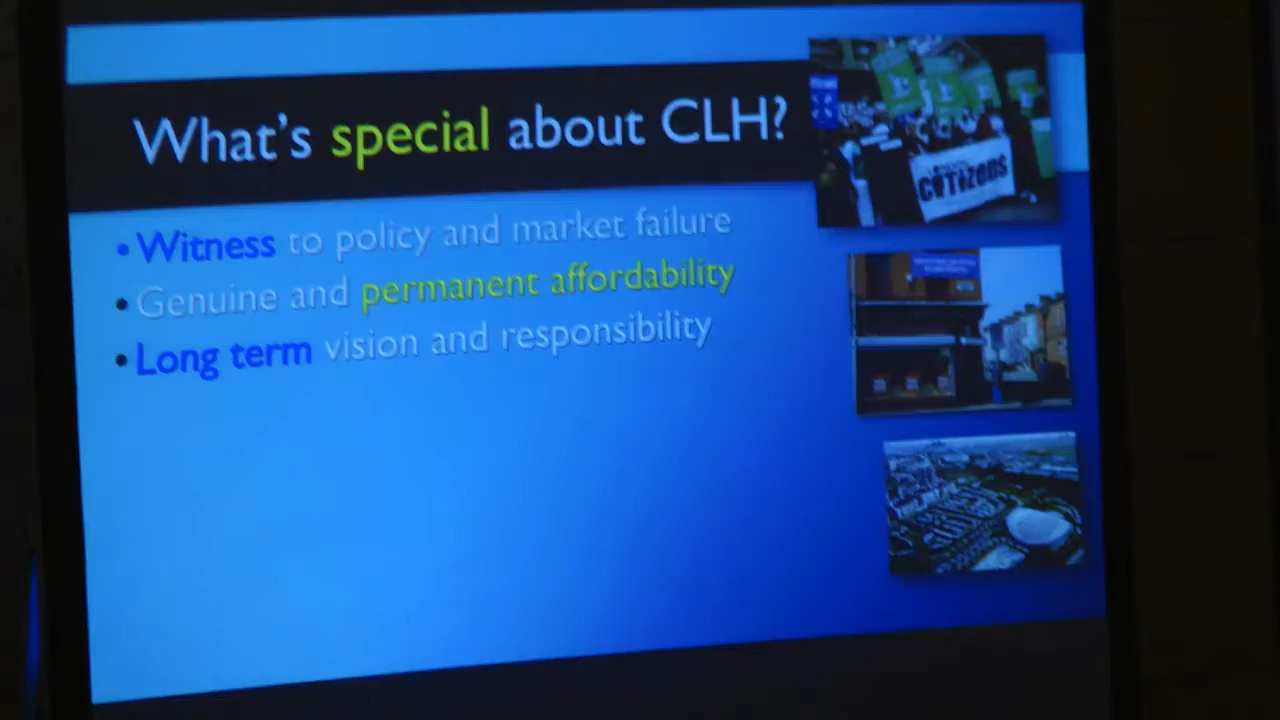 What's special about CLH?
LONDON
CITIZENS
• Witness to policy and market failure
• Genuine and permanent affordability
• Long term vision and responsibility